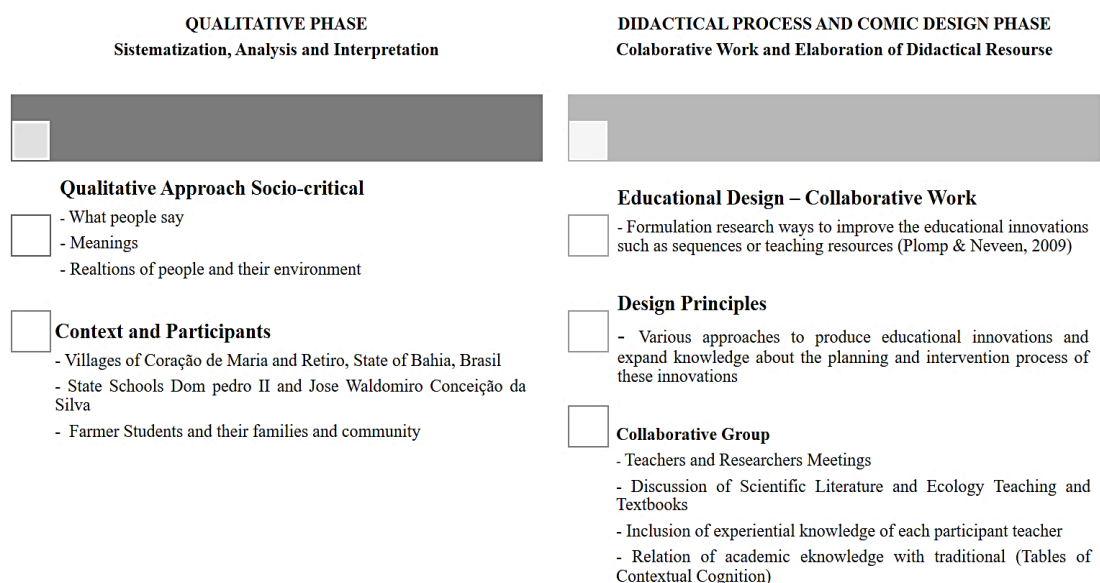 QUALITATIVE PHASE
Sistematization, Analysis and Interpretation
Qualitative Approach Socio-critical
- What people say
- Meanings
- Realtions of people and their environment
Context and Participants
- Villages of Coração de Maria and Retiro, State of Bahia, Brasil
- State Schools Dom pedro II and Jose Waldomiro Conceição da
Silva
- Farmer Students and their families and community
DIDACTICAL PROCESS AND COMIC DESIGN PHASE
Colaborative Work and Elaboration of Didactical Resourse
Educational Design – Collaborative Work
- Formulation research ways to improve the educational innovations
such as sequences or teaching resources (Plomp & Neveen, 2009)
Design Principles
- Various approaches to produce educational innovations and
expand knowledge about the planning and intervention process of
these innovations
Collaborative Group
- Teachers and Researchers Meetings
- Discussion of Scientific Literature and Ecology Teaching and
Textbooks
- Inclusion of experiential knowledge of each participant teacher
- Relation of academic eknowledge with traditional (Tables of
Contextual Cognition)